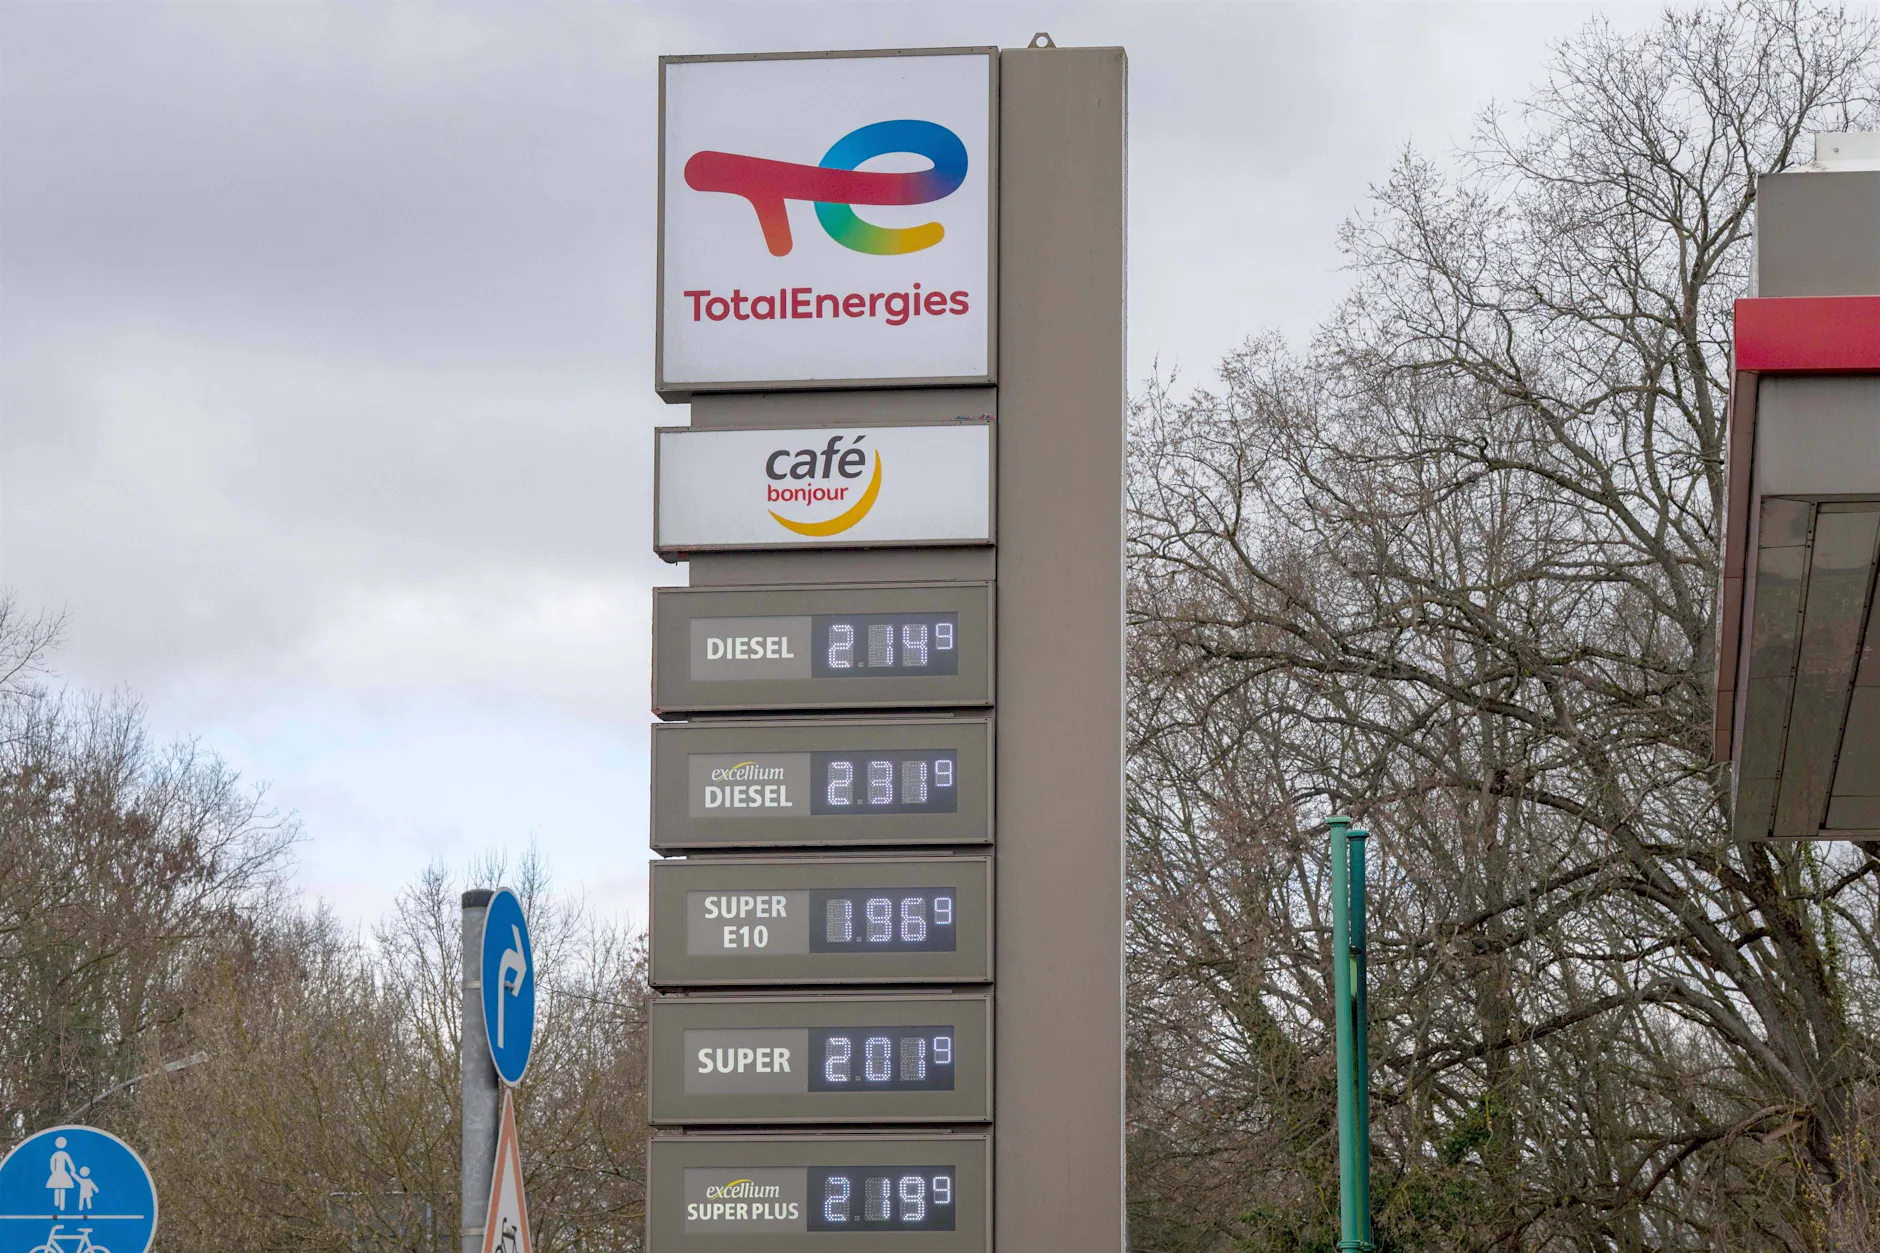 TotalEnergies
café
bonjour
DIESEL 2.14⁹
excellium
DIESEL 2.31⁹
SUPER
E10 1.96⁹
SUPER 2.01⁹
excellium
SUPER PLUS 2.19⁹